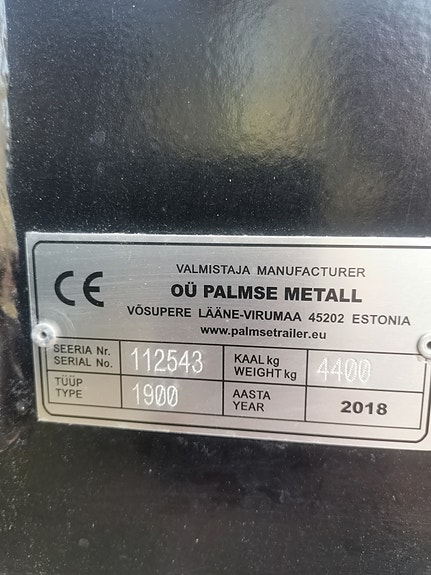 CE
VALMISTAJA MANUFACTURER
OÜ PALMSE METALL
VÕSUPERE LÄÄNE-VIRUMAA 45202 ESTONIA
www.palmsetrailer.eu
SEERIA Nr.
SERIAL No.
112543
KAAL kg
WEIGHT kg
4400
TÜÜP
TYPE
1900
AASTA
YEAR
2018